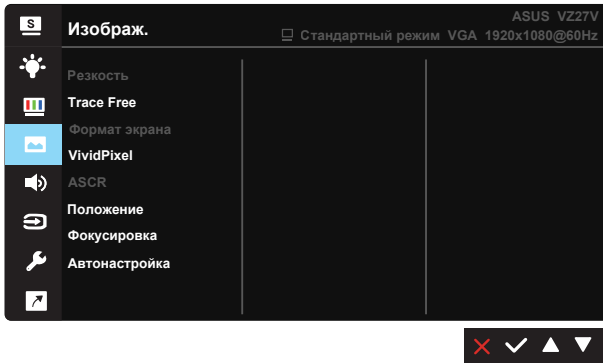 S
ASUS VZ27V
Изображ.
Стандартный режим VGA 1920x1080@60Hz
Резкость
Trace Free
Формат экрана
VividPixel
ASCR
Положение
Фокусировка
Автонастройка